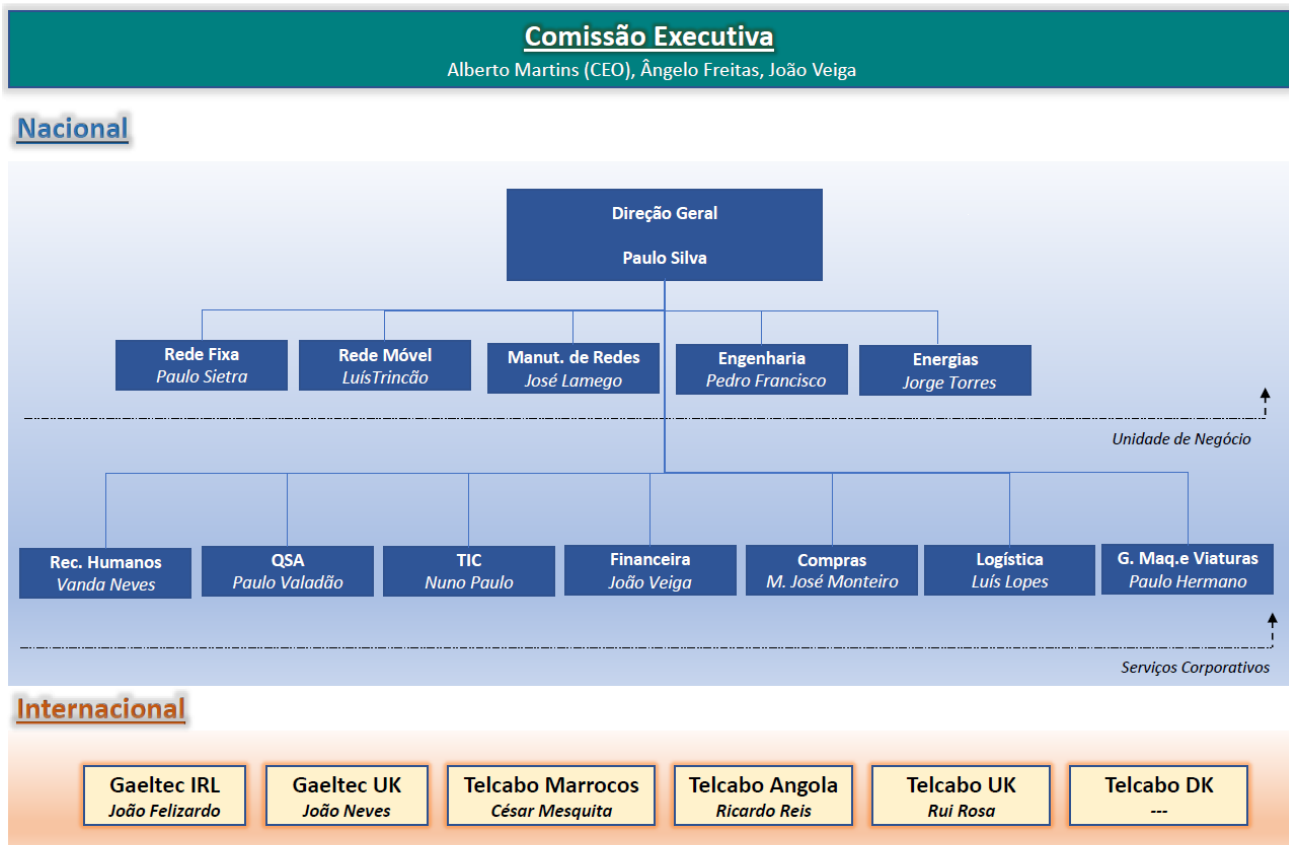 Comissão Executiva
Alberto Martins (CEO), Ângelo Freitas, João Veiga
Nacional
Direção Geral
Paulo Silva
Rede Fixa
Paulo Sietra
Rede Móvel
LuísTrincão
Manut. de Redes
José Lamego
Engenharia
Pedro Francisco
Energias
Jorge Torres
Unidade de Negócio
Rec. Humanos
Vanda Neves
QSA
Paulo Valadão
TIC
Nuno Paulo
Financeira
João Veiga
Compras
M. José Monteiro
Logística
Luís Lopes
G. Maq.e Viaturas
Paulo Hermano
Serviços Corporativos
Internacional
Gaeltec IRL
João Felizardo
Gaeltec UK
João Neves
Telcabo Marrocos
César Mesquita
Telcabo Angola
Ricardo Reis
Telcabo UK
Rui Rosa
Telcabo DK
---